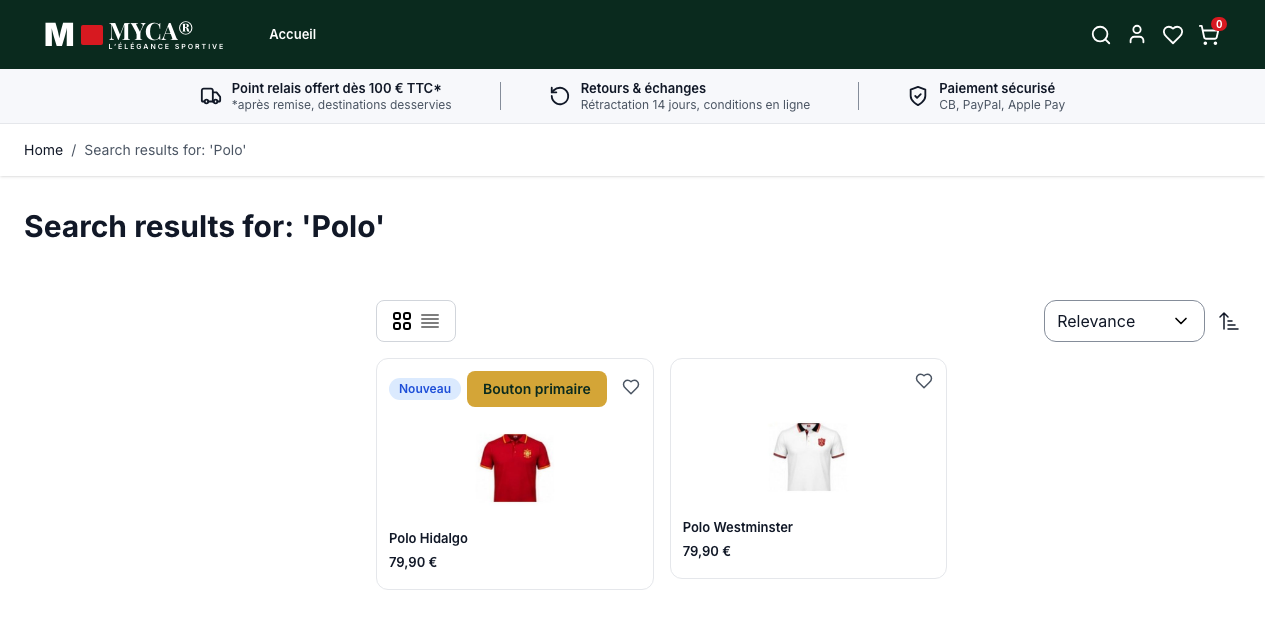 M MYCA®
L'ÉLÉGANCE SPORTIVE
Accueil
0
Point relais offert dès 100 € TTC*
*après remise, destinations desservies
Retours & échanges
Rétractation 14 jours, conditions en ligne
Paiement sécurisé
CB, PayPal, Apple Pay
Home / Search results for: 'Polo'
Search results for: 'Polo'
Relevance
Nouveau
Bouton primaire
Polo Hidalgo
79,90 €
Polo Westminster
79,90 €